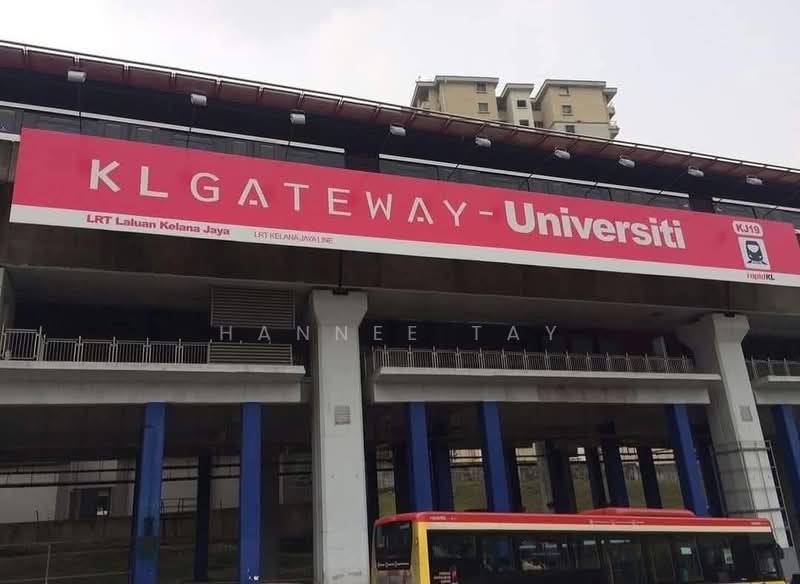 KL GATEWAY - Universiti
KJ19
LRT Laluan Kelana Jaya
LRT KELANA JAYA LINE
rapidKL
HANNEE TAY